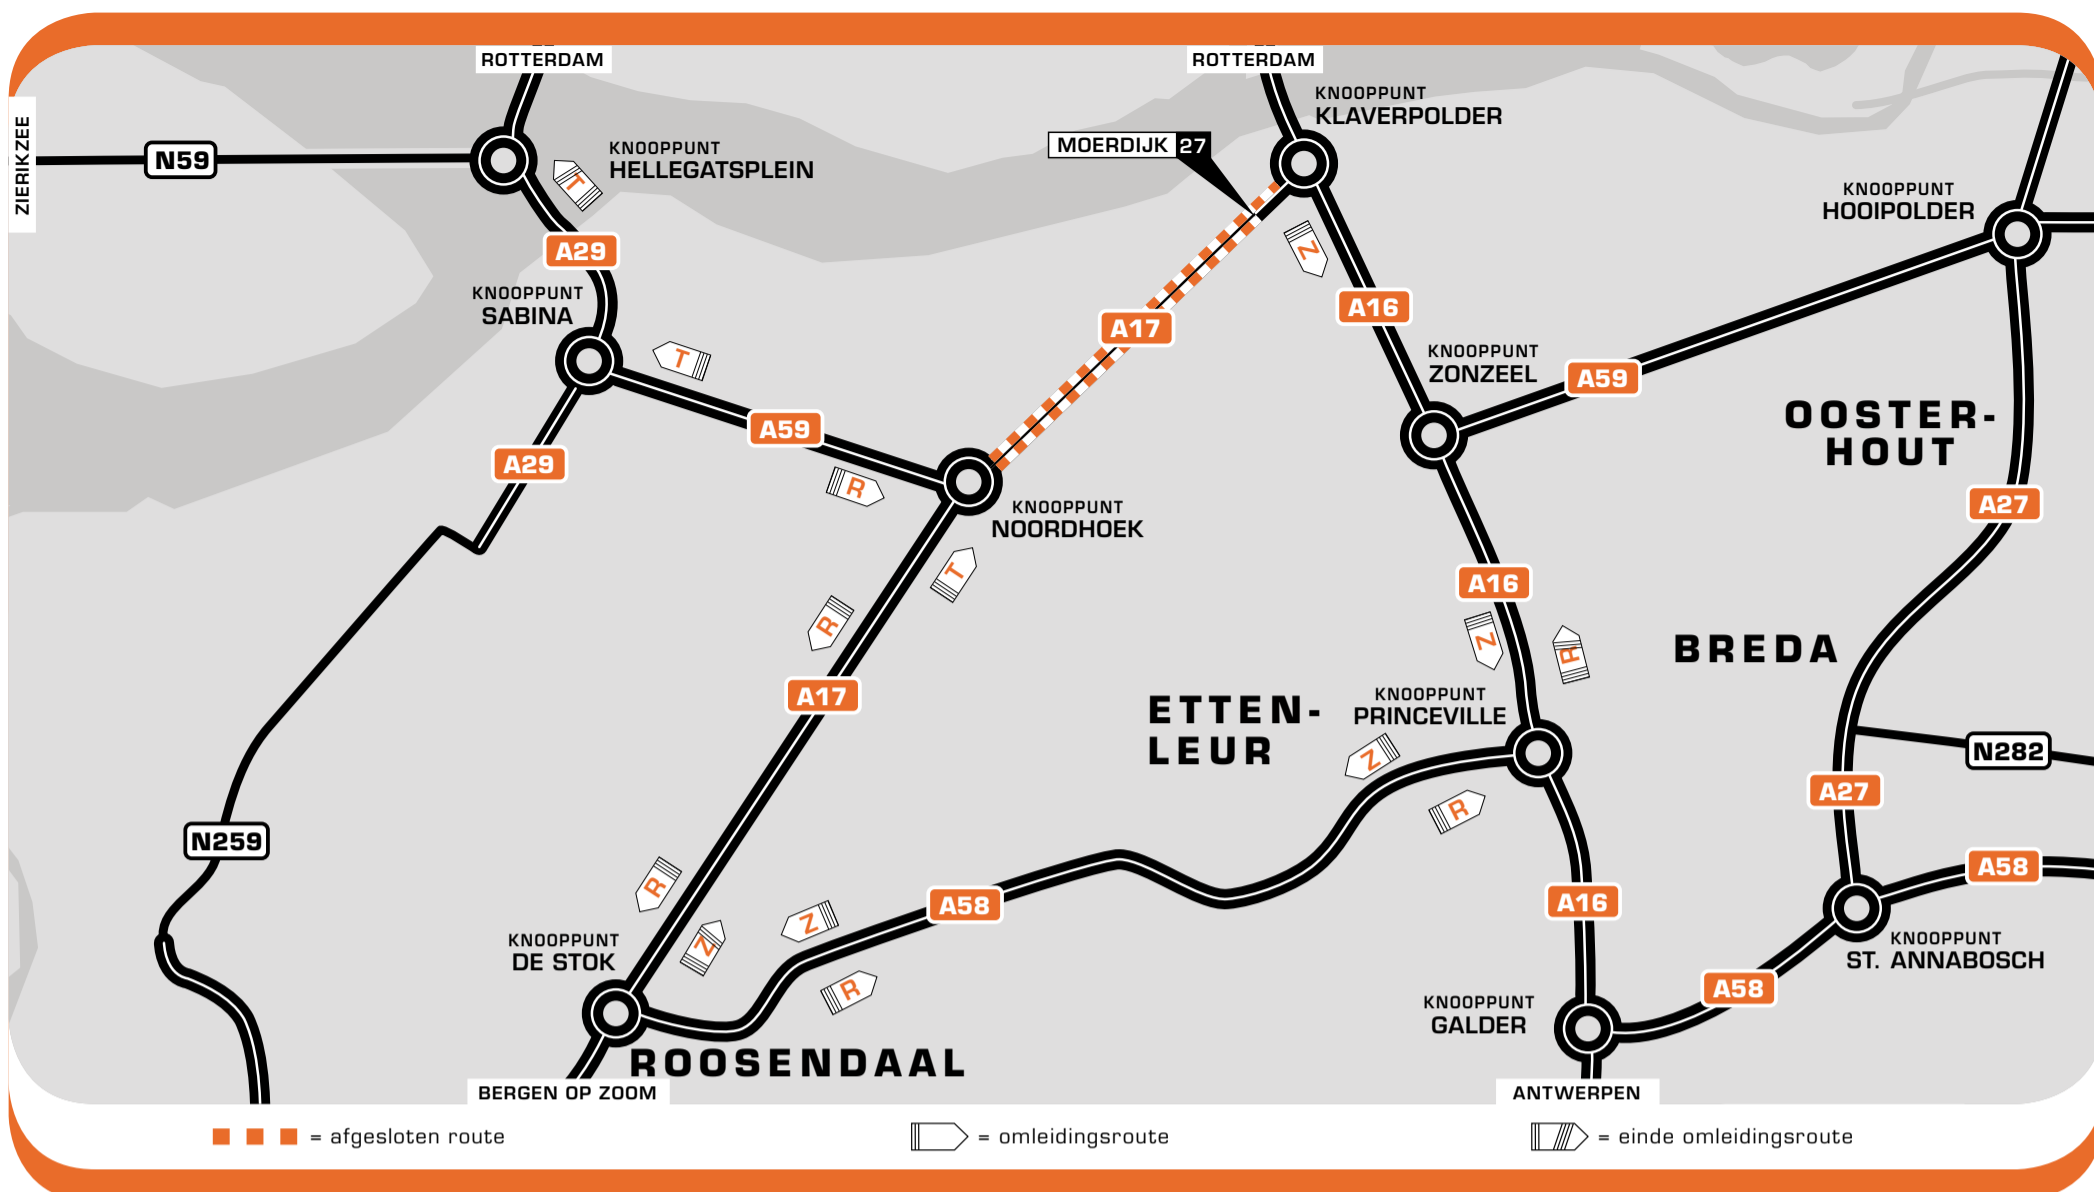 ROTTERDAM
ROTTERDAM
KNOOPPUNT
KLAVERPOLDER
ZIERIKZEE
N59
KNOOPPUNT
HELLEGATSPLEIN
MOERDIJK 27
T
KNOOPPUNT
HOOIPOLDER
A29
Z
KNOOPPUNT
SABINA
A16
A17
T
KNOOPPUNT
ZONZEEL
A59
A59
OOSTER-
HOUT
A29
R
KNOOPPUNT
NOORDHOEK
A27
T
A16
R
Z
R
BREDA
A17
ETTEN-
LEUR
KNOOPPUNT
PRINCEVILLE
Z
N282
A27
R
N259
A58
R
Z
A58
A16
Z
KNOOPPUNT
DE STOK
KNOOPPUNT
ST. ANNABOSCH
R
A58
KNOOPPUNT
GALDER
ROOSENDAAL
BERGEN OP ZOOM
ANTWERPEN
= afgesloten route
= omleidingsroute
= einde omleidingsroute